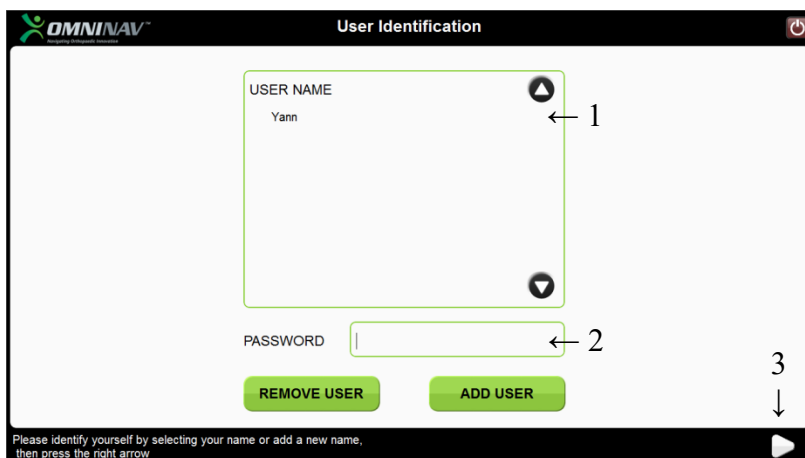 OMNINAV™
Navigating Orthopaedic Innovation
User Identification
USER NAME
Yann
← 1
PASSWORD
← 2
REMOVE USER
ADD USER
3
↓
Please identify yourself by selecting your name or add a new name,
then press the right arrow